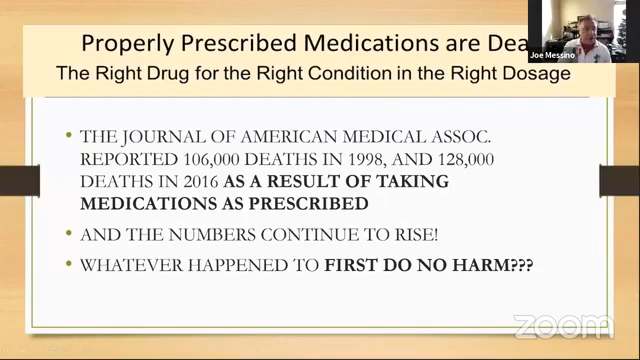 Properly Prescribed Medications are Dea
Joe Messino
The Right Drug for the Right Condition in the Right Dosage
• THE JOURNAL OF AMERICAN MEDICAL ASSOC.
REPORTED 106,000 DEATHS IN 1998, AND 128,000
DEATHS IN 2016 AS A RESULT OF TAKING
MEDICATIONS AS PRESCRIBED
• AND THE NUMBERS CONTINUE TO RISE!
• WHATEVER HAPPENED TO FIRST DO NO HARM???
zoom